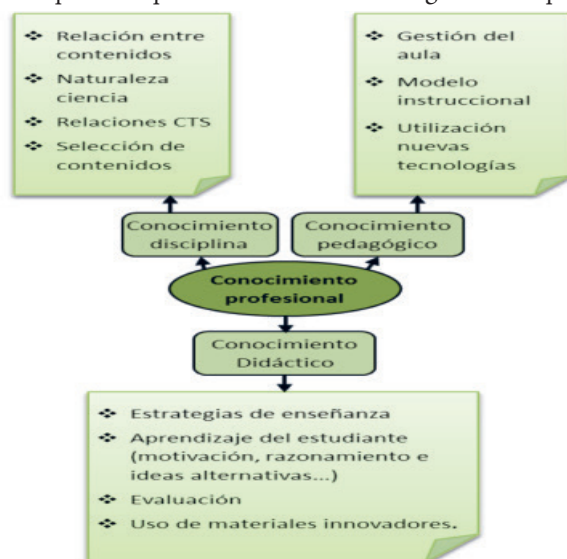 ❖ Relación entre
contenidos
❖ Naturaleza
ciencia
❖ Relaciones CTS
❖ Selección de
contenidos
❖ Gestión del
aula
❖ Modelo
instruccional
❖ Utilización
nuevas
tecnologías
Conocimiento
disciplina
Conocimiento
pedagógico
Conocimiento
profesional
Conocimiento
Didáctico
❖ Estrategias de enseñanza
❖ Aprendizaje del estudiante
(motivación, razonamiento e
ideas alternativas...)
❖ Evaluación
❖ Uso de materiales innovadores.